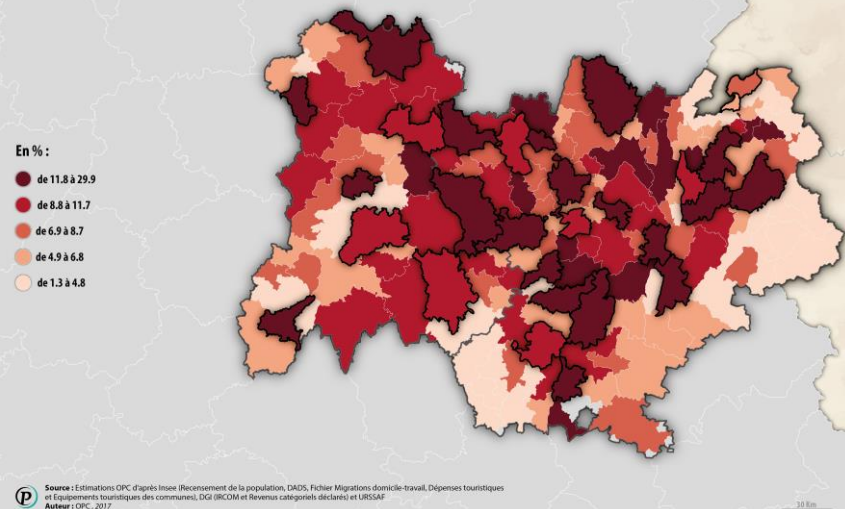 En % :
de 11.8 à 29.9
de 8.8 à 11.7
de 6.9 à 8.7
de 4.9 à 6.8
de 1.3 à 4.8
P
Source : Estimations OPC d'après Insee (Recensement de la population, DADS, Fichier Migrations domicile-travail, Dépenses touristiques
et Equipements touristiques des communes), DGI (IRCOM et Revenus catégoriels déclarés) et URSSAF
Auteur : OPC , 2017
30 Km